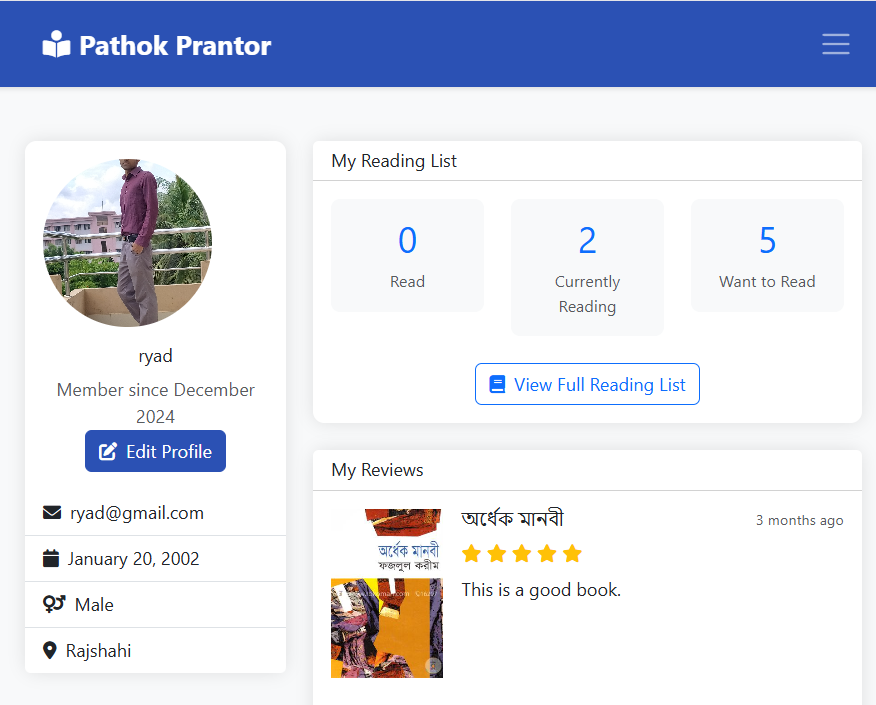 Pathok Prantor
ryad
Member since December
2024
Edit Profile
ryad@gmail.com
January 20, 2002
Male
Rajshahi
My Reading List
0
Read
2
Currently
Reading
5
Want to Read
View Full Reading List
My Reviews
অর্ধেক মানবী
ফজলুল করীম
অর্ধেক মানবী
3 months ago
This is a good book.